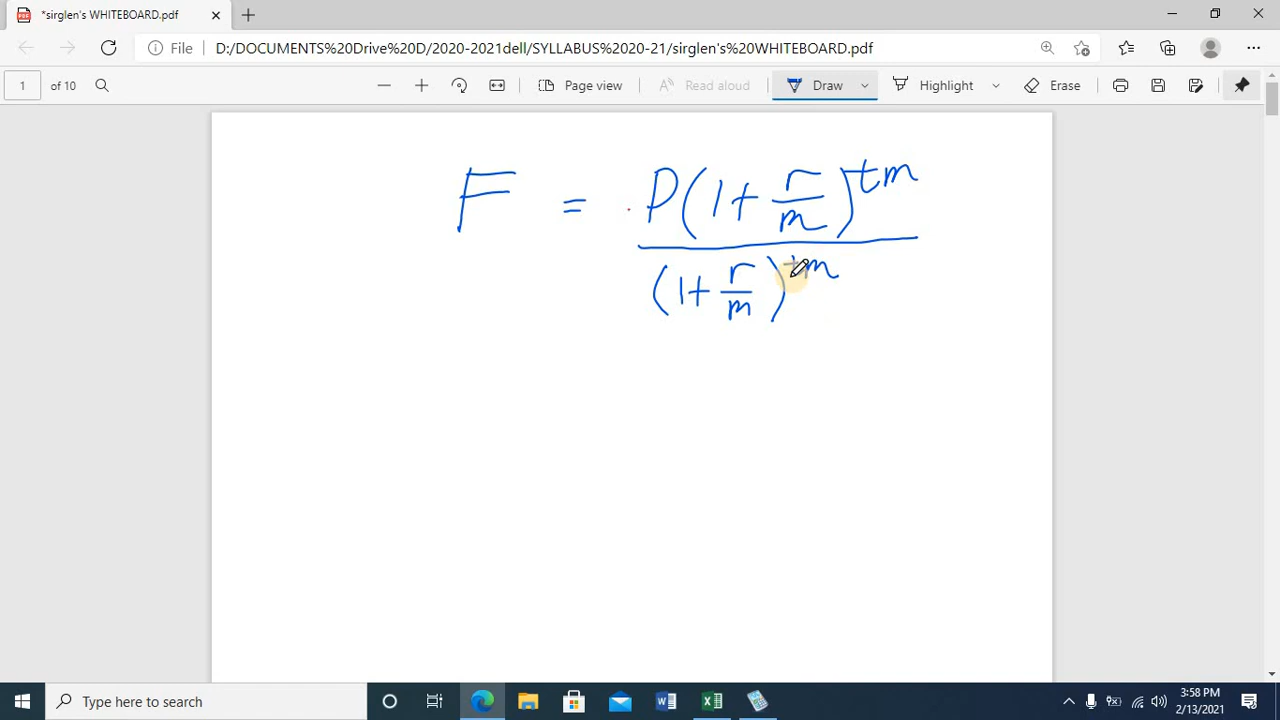 *sirglen's WHITEBOARD.pdf
File D:/DOCUMENTS%20Drive%20D/2020-2021dell/SYLLABUS%2020-21/sirglen's%20WHITEBOARD.pdf
1 of 10 Page view Read aloud Draw Highlight Erase
F = P(1+r/m)^tm
(1+r/m)^tm
Type here to search
3:58 PM
2/13/2021